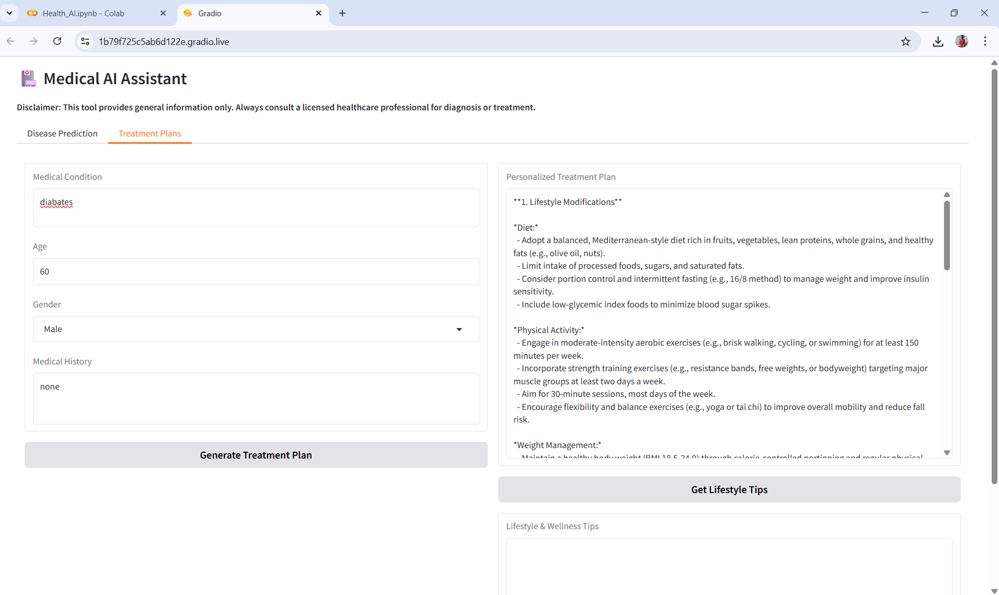 Health_AI.ipynb - Colab
Gradio
1b79f725c5ab6d122e.gradio.live
Medical AI Assistant
Disclaimer: This tool provides general information only. Always consult a licensed healthcare professional for diagnosis or treatment.
Disease Prediction
Treatment Plans
Medical Condition
diabates
Age
60
Gender
Male
Medical History
none
Generate Treatment Plan
Personalized Treatment Plan
**1. Lifestyle Modifications**
*Diet:*
- Adopt a balanced, Mediterranean-style diet rich in fruits, vegetables, lean proteins, whole grains, and healthy
fats (e.g., olive oil, nuts).
- Limit intake of processed foods, sugars, and saturated fats.
- Consider portion control and intermittent fasting (e.g., 16/8 method) to manage weight and improve insulin
sensitivity.
- Include low-glycemic index foods to minimize blood sugar spikes.
*Physical Activity:*
- Engage in moderate-intensity aerobic exercises (e.g., brisk walking, cycling, or swimming) for at least 150
minutes per week.
- Incorporate strength training exercises (e.g., resistance bands, free weights, or bodyweight) targeting major
muscle groups at least two days a week.
- Aim for 30-minute sessions, most days of the week.
- Encourage flexibility and balance exercises (e.g., yoga or tai chi) to improve overall mobility and reduce fall
risk.
*Weight Management:*
- Maintain a healthy body weight (BMI 18.5-24.9) through calorie-controlled portioning and regular physical
Get Lifestyle Tips
Lifestyle & Wellness Tips